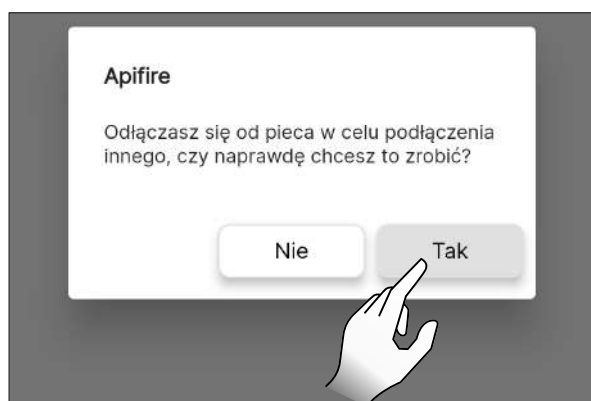 Apifire
Odłączasz się od pieca w celu podłączenia
innego, czy naprawdę chcesz to zrobić?
Nie
Tak